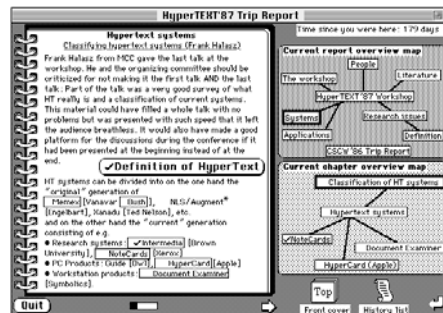 HyperTEXT'87 Trip Report
Hypertext systems
Classifying hypertext systems (Frank Halasz)
Frank Halasz from MCC gave the last talk at the
workshop. He and the organizing committee should be
criticized for not making it the first talk AND the last
talk. Part of the talk was a very good survey of what
HT really is and a classification of current systems.
This material could have filled a whole talk with no
problems but was presented with such speed that it left
the audience breathless. It would also have made a good
platform for the discussions during the conference if it
had been presented at the beginning instead of at the
end.
✓Definition of HyperText
HT systems can be divided into on the one hand the
"original" generation of
Memex [Vanavar Bush], NLS/Augment*
[Engelbart], Xanadu [Ted Nelson], etc.
and on the other hand the "current" generation
consisting of e.g.
● Research systems: ✓Intermedia [Brown
University], NoteCards [Xerox]
● PC Products: Guide [Owl], HyperCard [Apple]
● Workstation products: Document Examiner
[Symbolics].
Quit
Time since you were here: 179 days
Current report overview map
People
The workshop
Literature
HyperTEXT'87 Workshop
Systems
Research issues
Applications
Definition
CSCW'86 Trip Report
Current chapter overview map
Classification of HT systems
Hypertext systems
✓NoteCards
Document Examiner
HyperCard (Apple)
Top
Front cover
History list